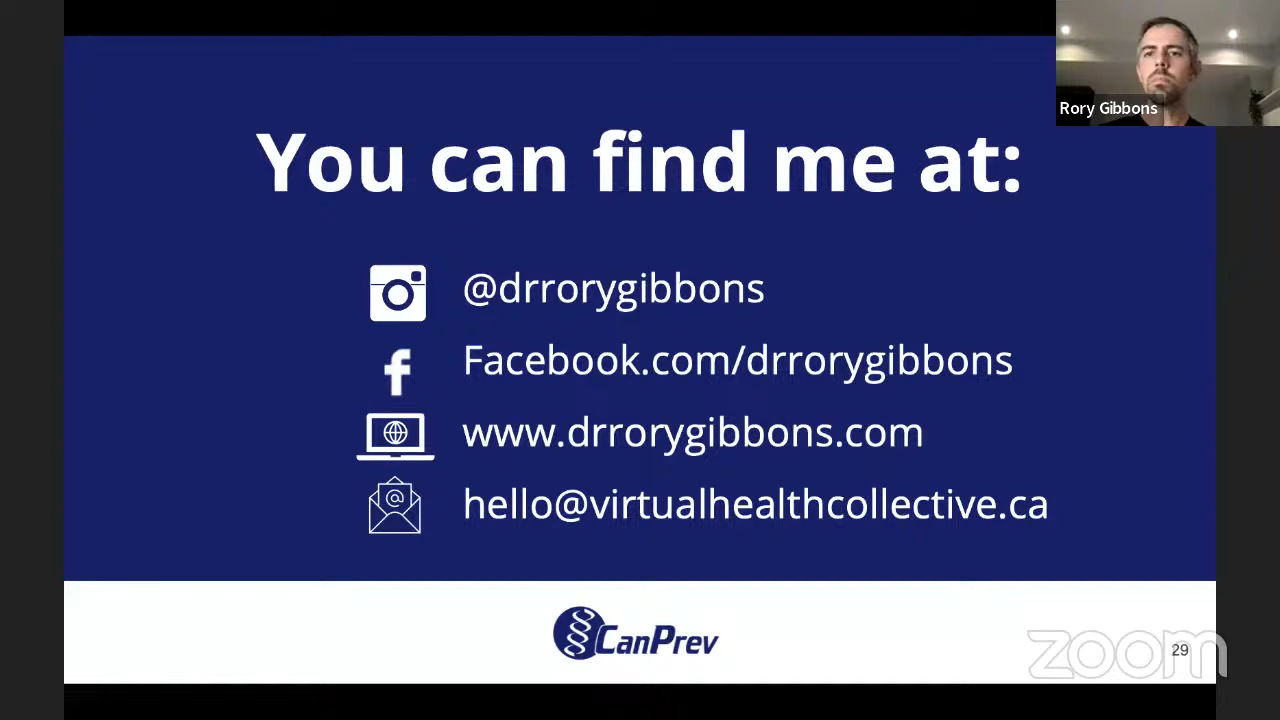 Rory Gibbons
You can find me at:
@drrorygibbons
Facebook.com/drrorygibbons
www.drrorygibbons.com
hello@virtualhealthcollective.ca
CanPrev
29
zoom